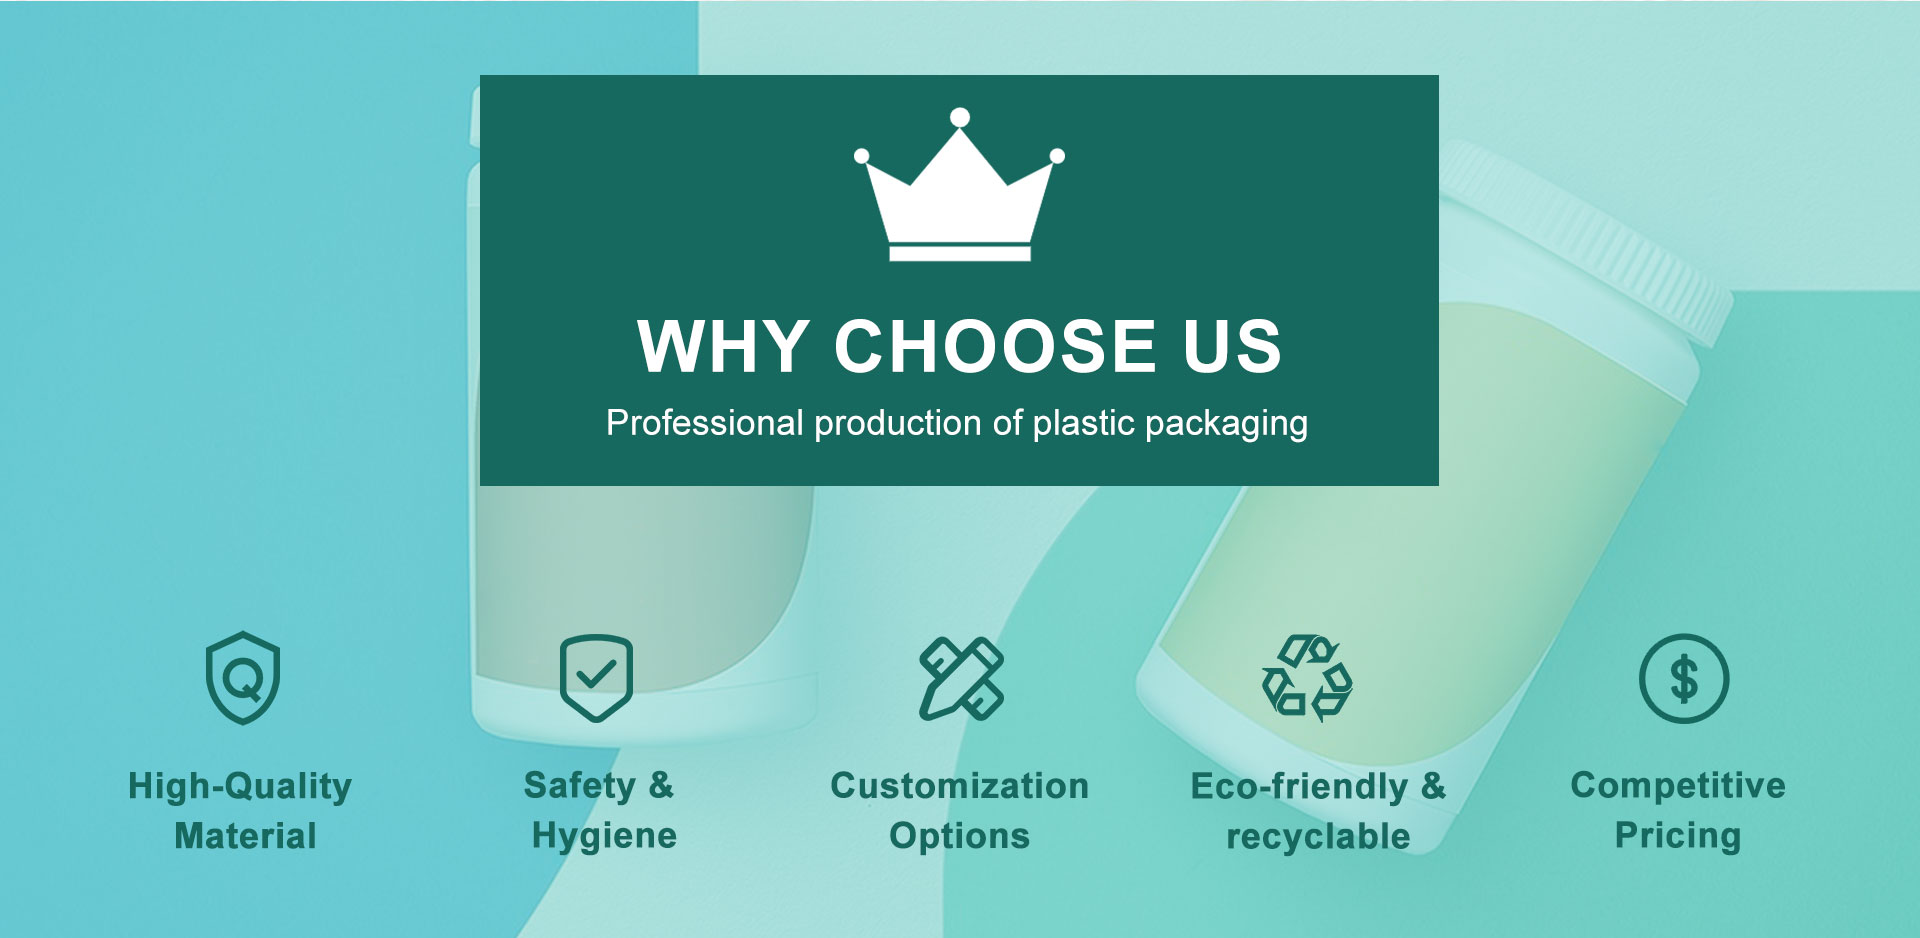 WHY CHOOSE US
Professional production of plastic packaging
High-Quality
Material
Safety &
Hygiene
Customization
Options
Eco-friendly &
recyclable
Competitive
Pricing